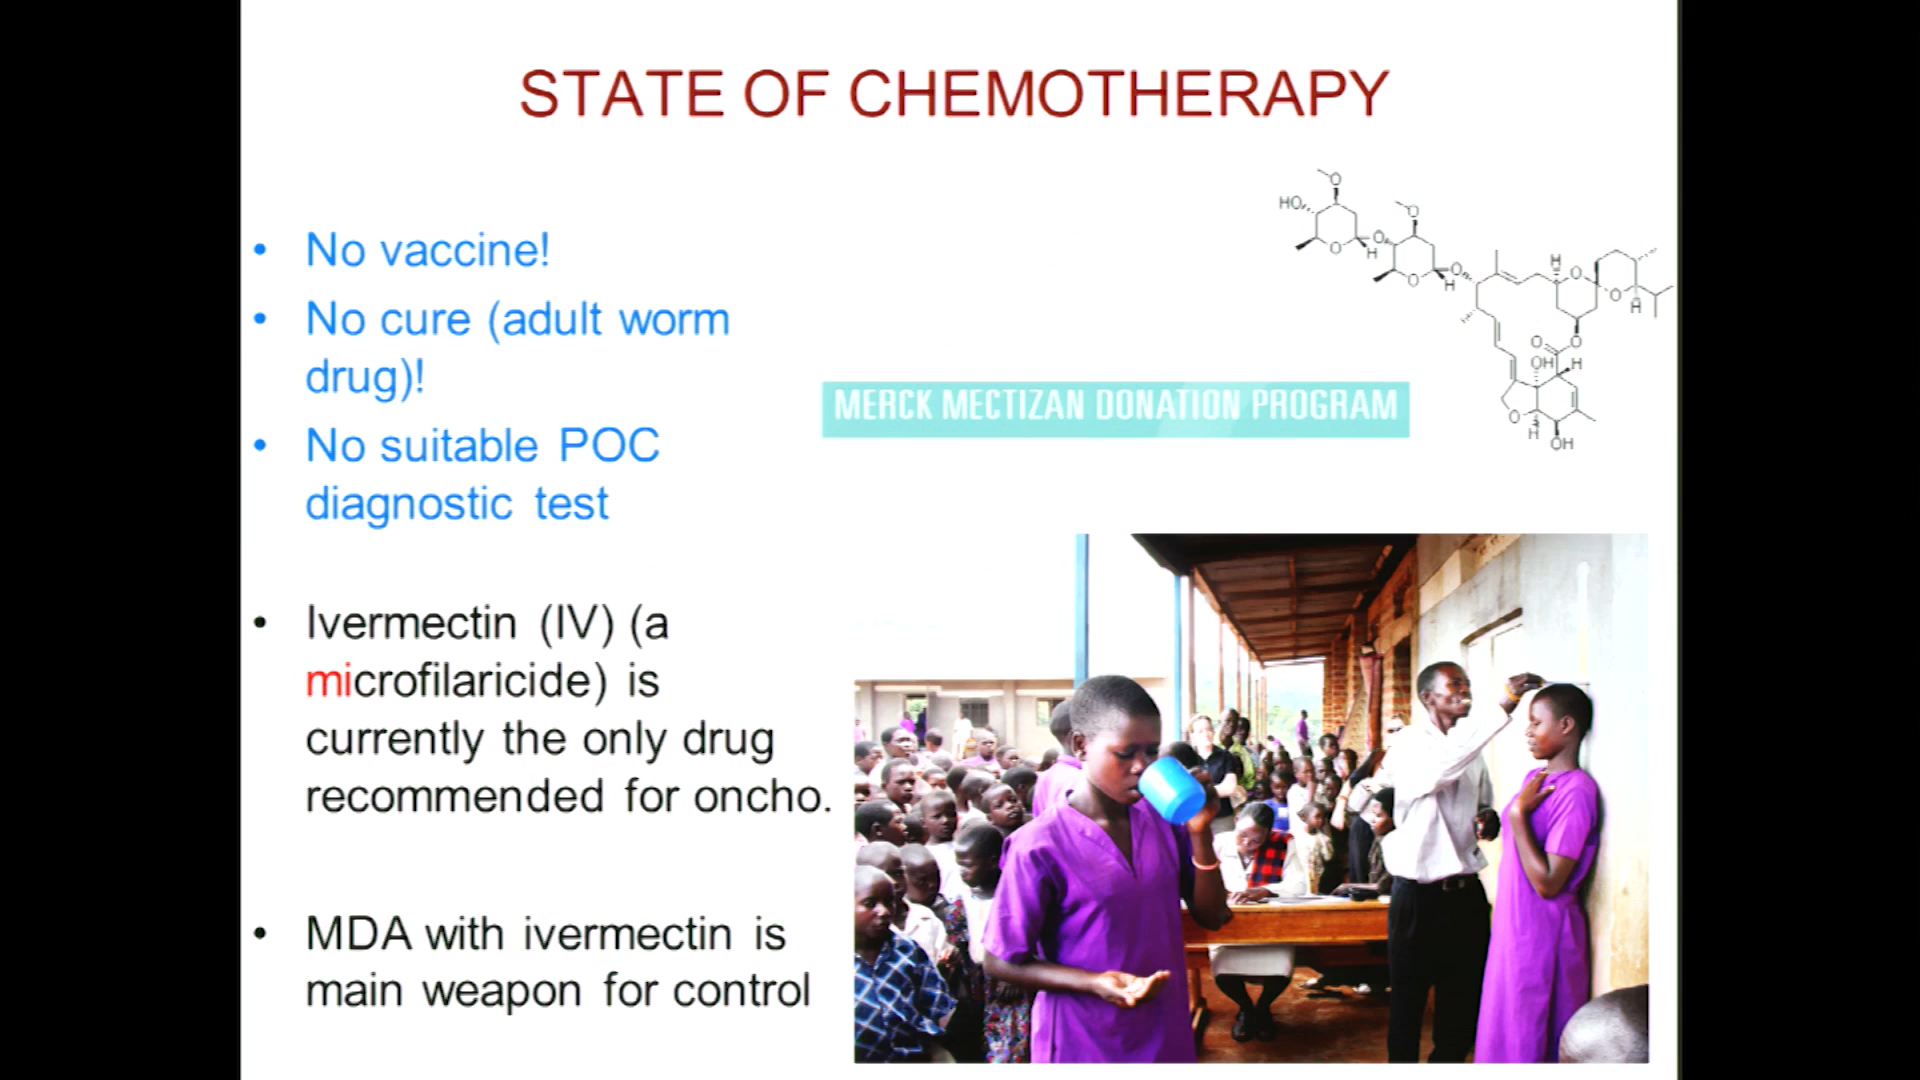 STATE OF CHEMOTHERAPY
• No vaccine!
• No cure (adult worm
drug)!
• No suitable POC
diagnostic test
• Ivermectin (IV) (a
microfilaricide) is
currently the only drug
recommended for oncho.
• MDA with ivermectin is
main weapon for control
MERCK MECTIZAN DONATION PROGRAM
O
HO
O
O
O
H
O
O
H
H
O
O
O
H
O
O
OH
H
O
H
OH